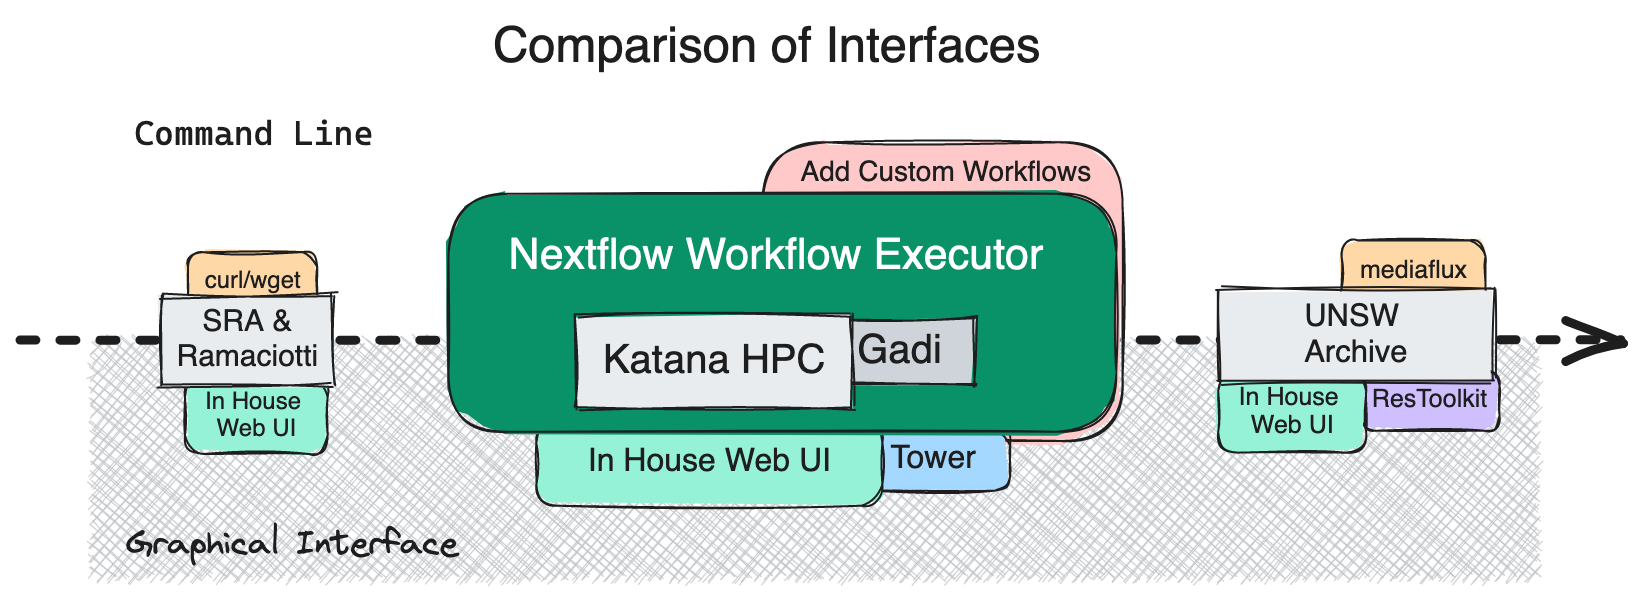 Comparison of Interfaces
Command Line
Add Custom Workflows
Nextflow Workflow Executor
curl/wget
mediaflux
SRA &
Ramaciotti
Katana HPC
Gadi
UNSW
Archive
In House
Web UI
In House Web UI
Tower
In House
Web UI
ResToolkit
Graphical Interface